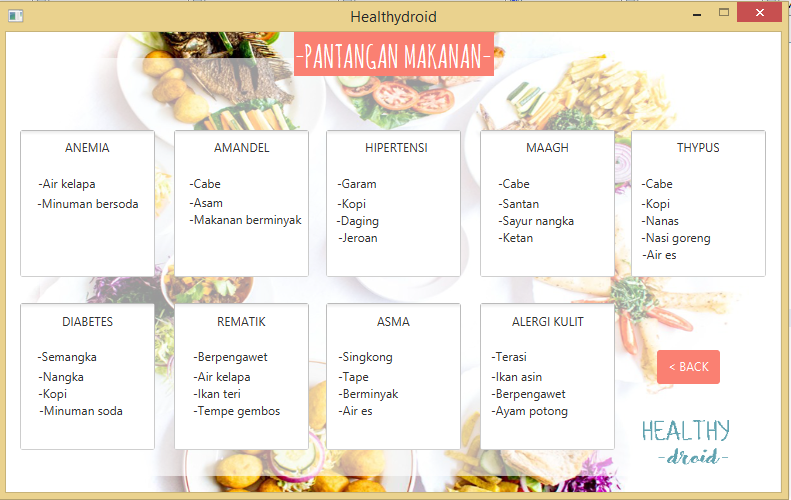 Healthydroid
-PANTANGAN MAKANAN-
ANEMIA
-Air kelapa
-Minuman bersoda
AMANDEL
-Cabe
-Asam
-Makanan berminyak
HIPERTENSI
-Garam
-Kopi
-Daging
-Jeroan
MAAGH
-Cabe
-Santan
-Sayur nangka
-Ketan
THYPUS
-Cabe
-Kopi
-Nanas
-Nasi goreng
-Air es
DIABETES
-Semangka
-Nangka
-Kopi
-Minuman soda
REMATIK
-Berpengawet
-Air kelapa
-Ikan teri
-Tempe gembos
ASMA
-Singkong
-Tape
-Berminyak
-Air es
ALERGI KULIT
-Terasi
-Ikan asin
-Berpengawet
-Ayam potong
< BACK
HEALTHY
-droid-